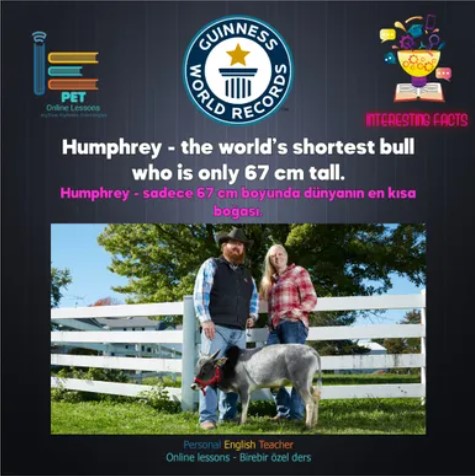 GUINNESS
WORLD RECORDS
PET
Online Lessons
INTERESTING FACTS
Humphrey - the world's shortest bull
who is only 67 cm tall.
Humphrey - sadece 67 cm boyunda dünyanın en kısa
boğası.
Personal English Teacher
Online lessons - Birebir özel ders